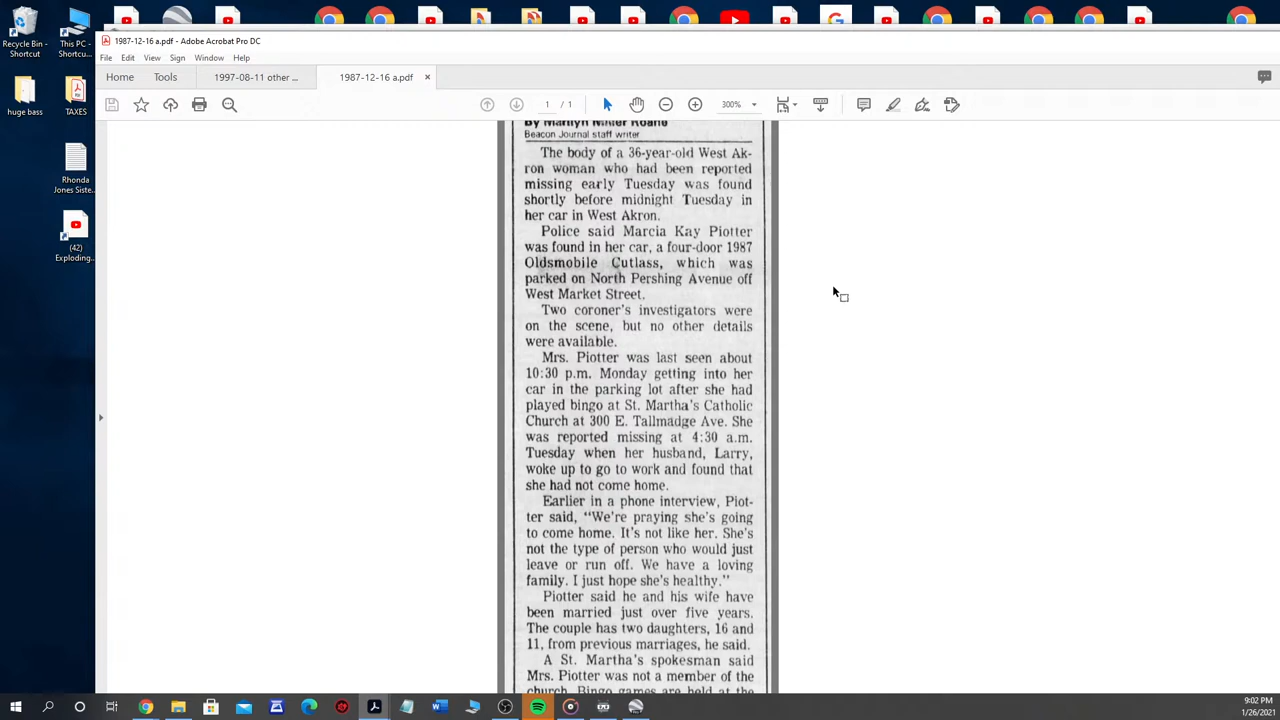 Recycle Bin -
Shortcut
This PC -
Shortcu...
huge bass
TAXES
Rhonda
Jones Siste...
(42)
Exploding...
1987-12-16 a.pdf - Adobe Acrobat Pro DC
File Edit View Sign Window Help
Home Tools 1997-08-11 other ... 1987-12-16 a.pdf ×
1 / 1 300%
By Marilyn Miller Roane
Beacon Journal staff writer
The body of a 36-year-old West Ak-
ron woman who had been reported
missing early Tuesday was found
shortly before midnight Tuesday in
her car in West Akron.
Police said Marcia Kay Piotter
was found in her car, a four-door 1987
Oldsmobile Cutlass, which was
parked on North Pershing Avenue off
West Market Street.
Two coroner's investigators were
on the scene, but no other details
were available.
Mrs. Piotter was last seen about
10:30 p.m. Monday getting into her
car in the parking lot after she had
played bingo at St. Martha's Catholic
Church at 300 E. Tallmadge Ave. She
was reported missing at 4:30 a.m.
Tuesday when her husband, Larry,
woke up to go to work and found that
she had not come home.
Earlier in a phone interview, Piot-
ter said, "We're praying she's going
to come home. It's not like her. She's
not the type of person who would just
leave or run off. We have a loving
family. I just hope she's healthy."
Piotter said he and his wife have
been married just over five years.
The couple has two daughters, 16 and
11, from previous marriages, he said.
A St. Martha's spokesman said
Mrs. Piotter was not a member of the
church. Bingo games are held at the
9:02 PM
1/26/2021